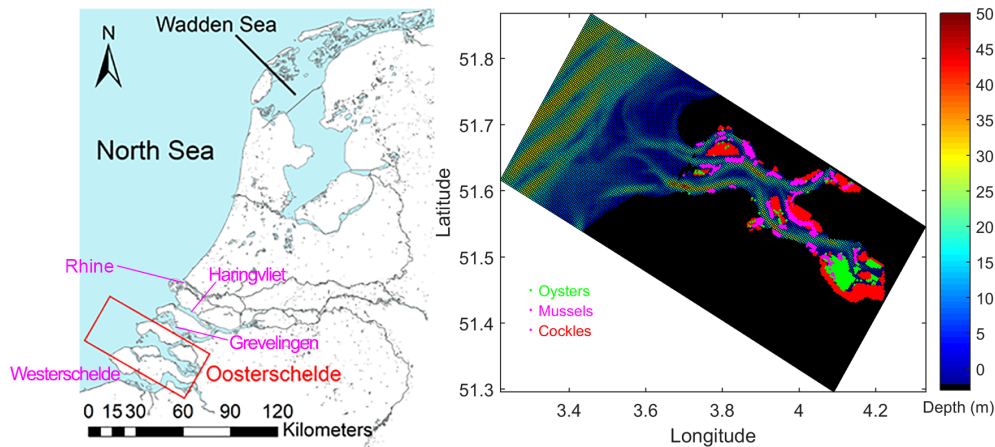 Wadden Sea
N
North Sea
Rhine
Haringvliet
Grevelingen
Westerschelde
Oosterschelde
0 15 30 60 90 120
Kilometers
51.8
51.7
51.6
51.5
51.4
51.3
Latitude
3.4 3.6 3.8 4 4.2
Longitude
Oysters
Mussels
Cockles
50
45
40
35
30
25
20
15
10
5
0
Depth (m)